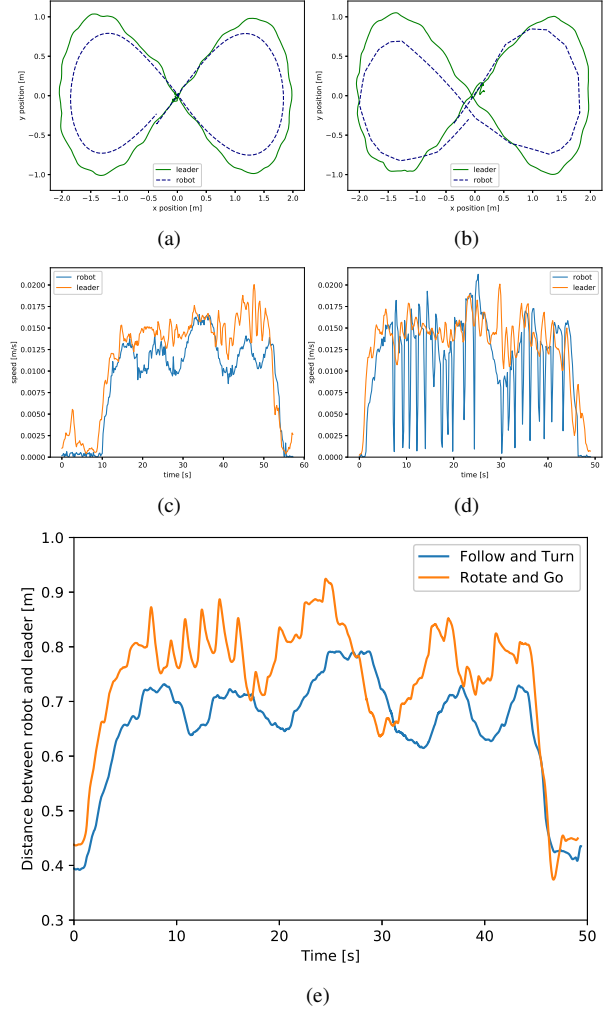 1.0
0.5
0.0
−0.5
−1.0
y position [m]
leader
robot
−2.0 −1.5 −1.0 −0.5 0.0 0.5 1.0 1.5 2.0
x position [m]
(a)
1.0
0.5
0.0
−0.5
−1.0
y position [m]
leader
robot
−2.0 −1.5 −1.0 −0.5 0.0 0.5 1.0 1.5 2.0
x position [m]
(b)
0.0200
0.0175
0.0150
0.0125
0.0100
0.0075
0.0050
0.0025
0.0000
speed [m/s]
robot
leader
0 10 20 30 40 50 60
time [s]
(c)
0.0200
0.0175
0.0150
0.0125
0.0100
0.0075
0.0050
0.0025
0.0000
speed [m/s]
robot
leader
0 10 20 30 40 50
time [s]
(d)
1.0
0.9
0.8
0.7
0.6
0.5
0.4
0.3
Distance between robot and leader [m]
Follow and Turn
Rotate and Go
0 10 20 30 40 50
Time [s]
(e)